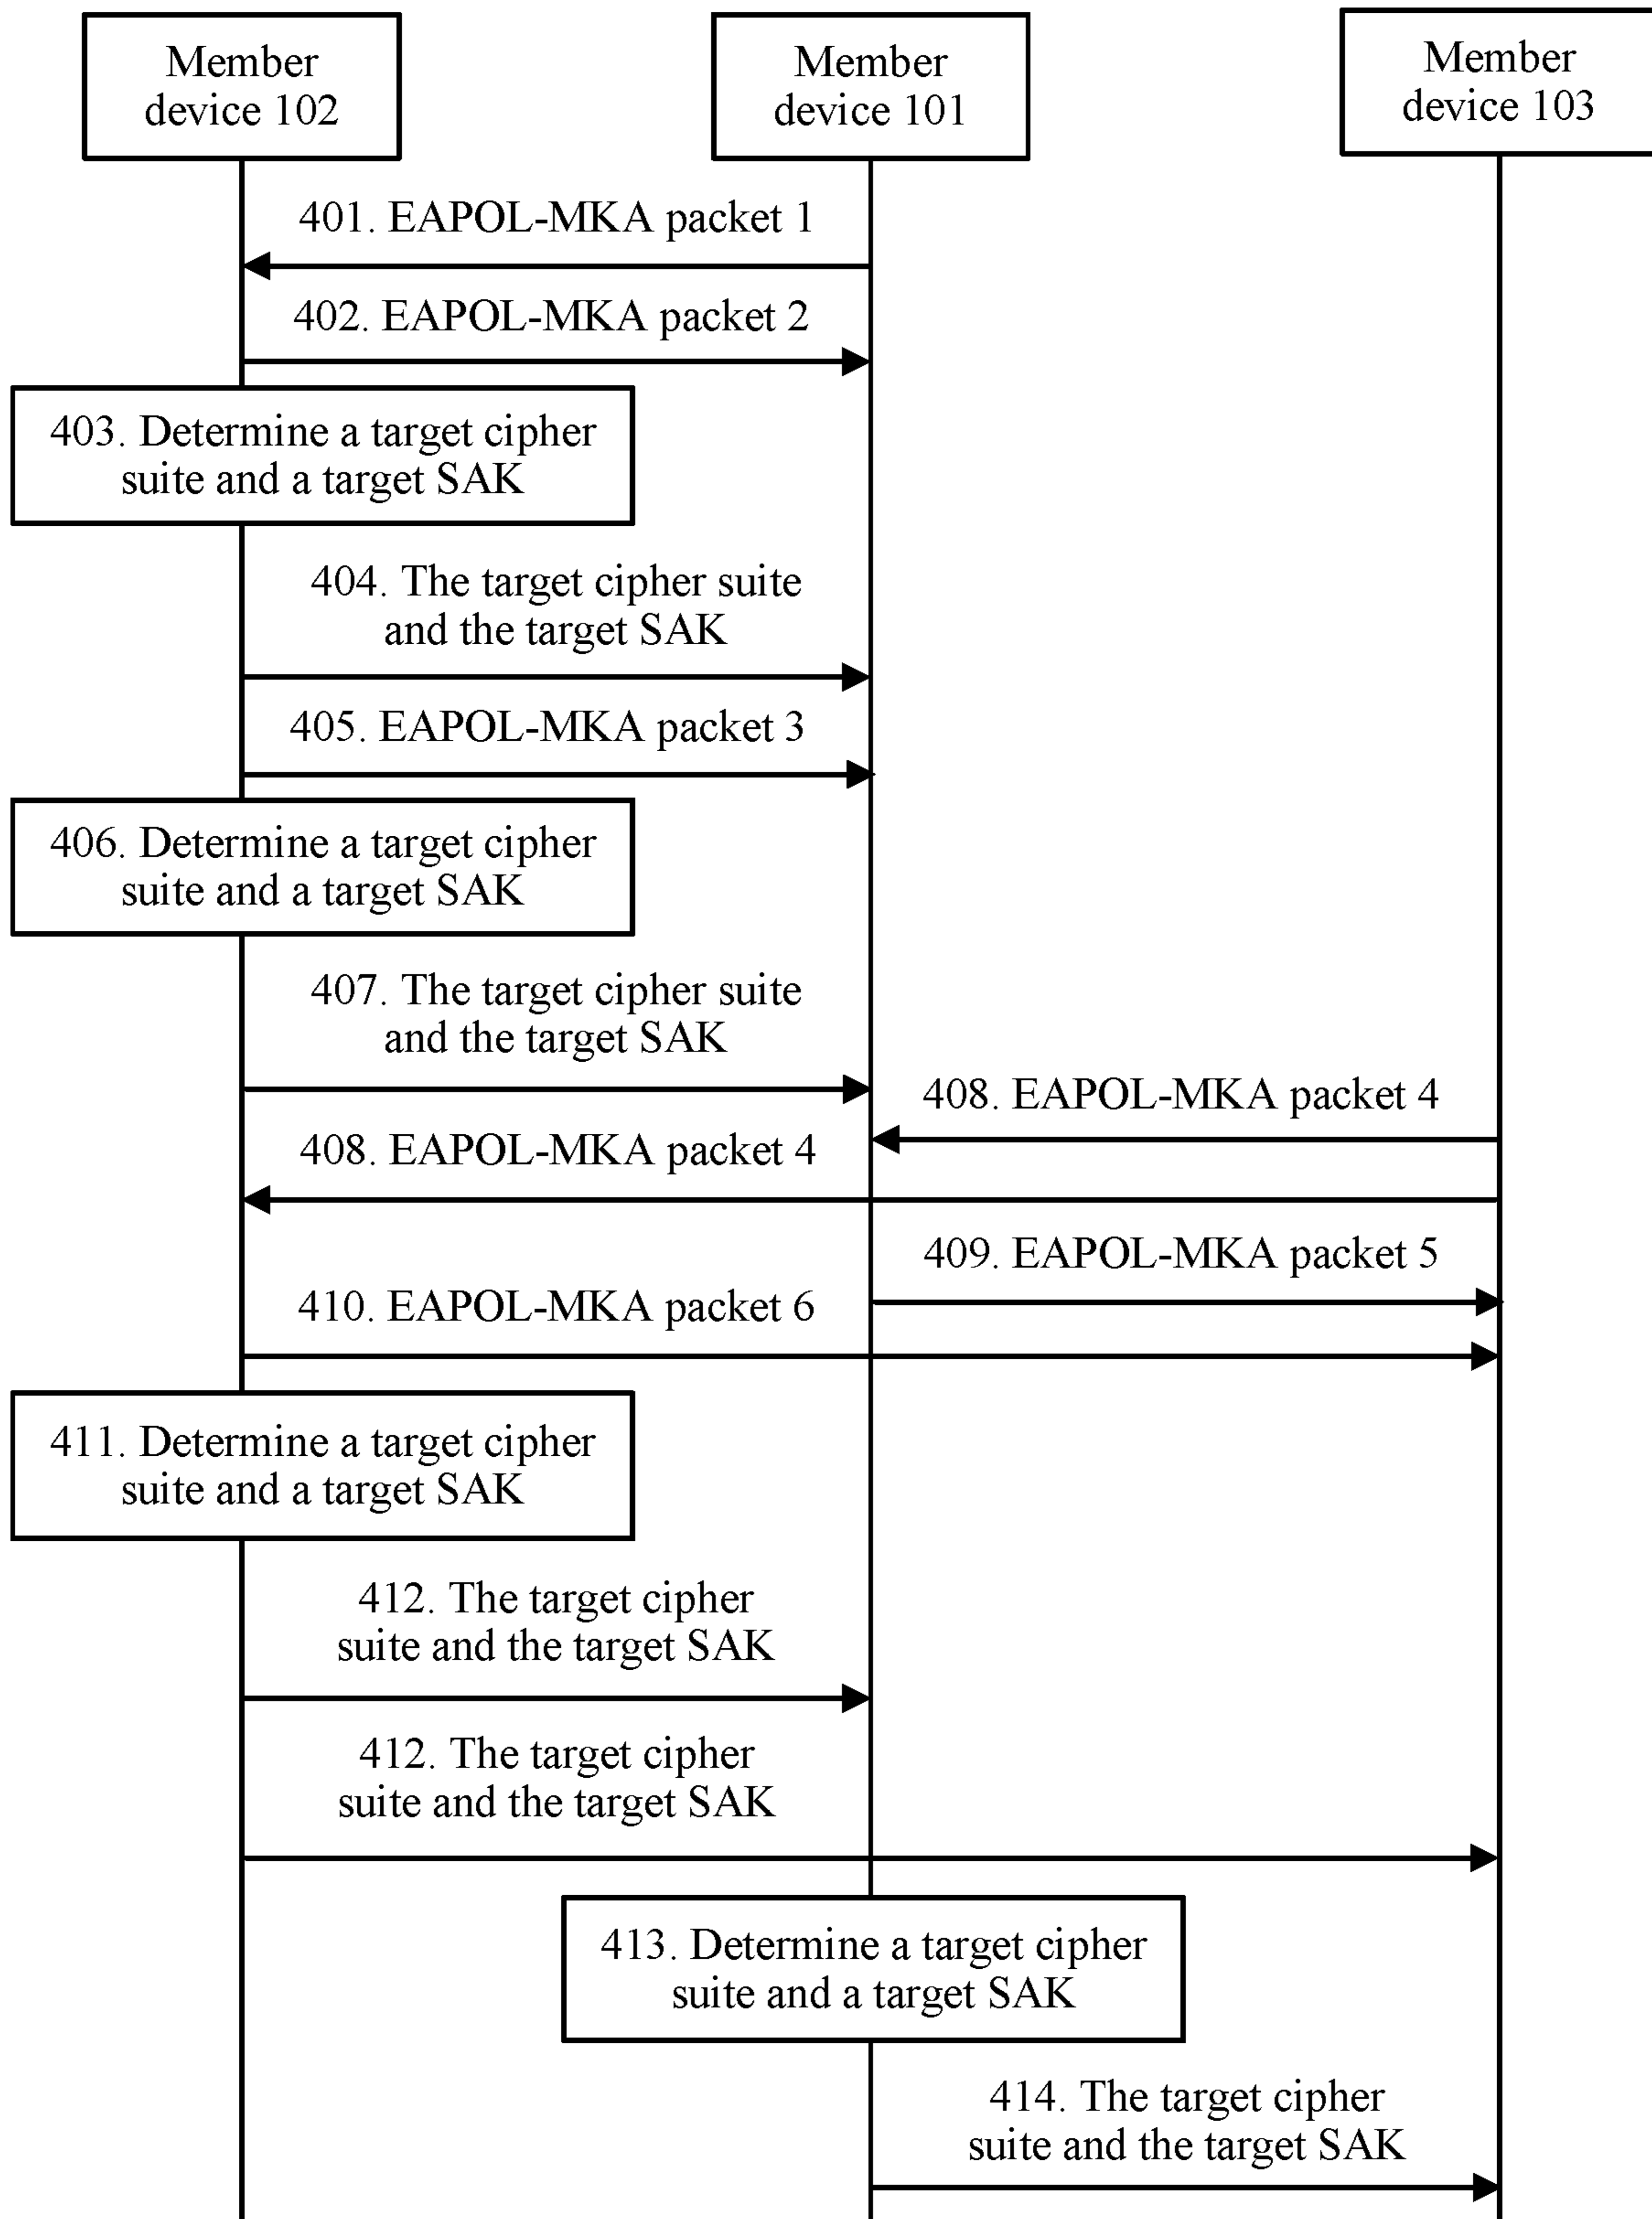 Member
device 102
Member
device 101
Member
device 103
401. EAPOL-MKA packet 1
402. EAPOL-MKA packet 2
403. Determine a target cipher
suite and a target SAK
404. The target cipher suite
and the target SAK
405. EAPOL-MKA packet 3
406. Determine a target cipher
suite and a target SAK
407. The target cipher suite
and the target SAK
408. EAPOL-MKA packet 4
408. EAPOL-MKA packet 4
409. EAPOL-MKA packet 5
410. EAPOL-MKA packet 6
411. Determine a target cipher
suite and a target SAK
412. The target cipher
suite and the target SAK
412. The target cipher
suite and the target SAK
413. Determine a target cipher
suite and a target SAK
414. The target cipher
suite and the target SAK